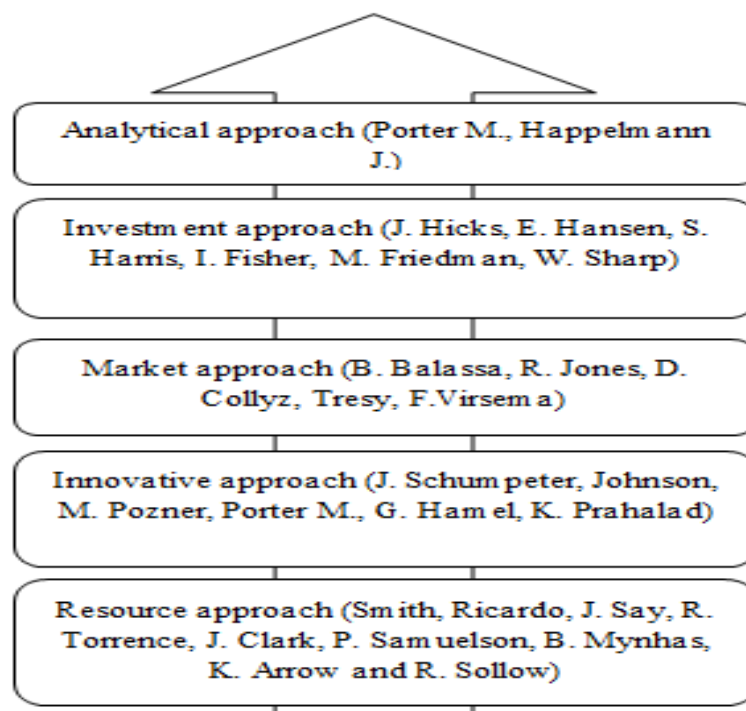 Analytical approach (Porter M., Happelmann
J.)
Investment approach (J. Hicks, E. Hansen, S.
Harris, I. Fisher, M. Friedman, W. Sharp)
Market approach (B. Balassa, R. Jones, D.
Collyz, Tresy, F.Virsema)
Innovative approach (J. Schumpeter, Johnson,
M. Pozner, Porter M., G. Hamel, K. Prahalad)
Resource approach (Smith, Ricardo, J. Say, R.
Torrence, J. Clark, P. Samuelson, B. Mynhas,
K. Arrow and R. Sollow)